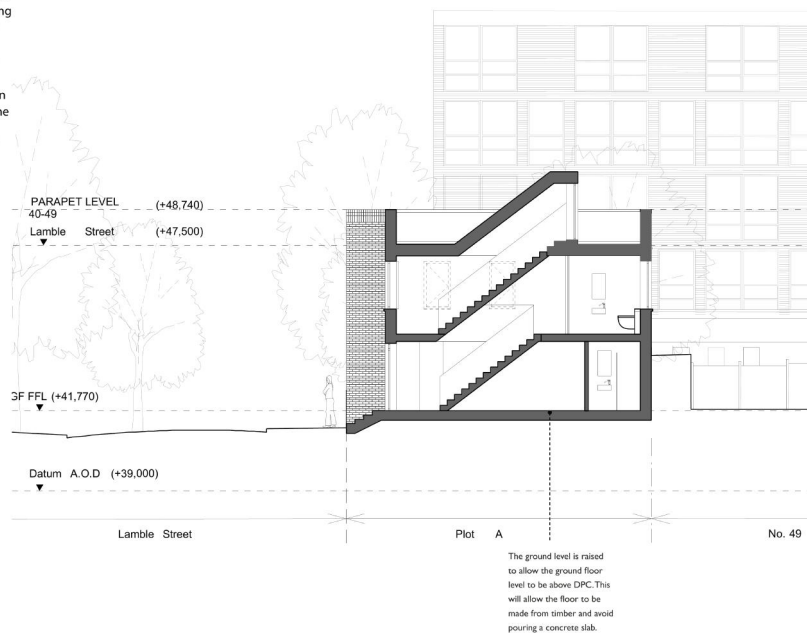 ing
n
ne
PARAPET LEVEL (+48,740)
40-49
Lamble Street (+47,500)
GF FFL (+41,770)
Datum A.O.D (+39,000)
Lamble Street
Plot A
No. 49
The ground level is raised
to allow the ground floor
level to be above DPC. This
will allow the floor to be
made from timber and avoid
pouring a concrete slab.